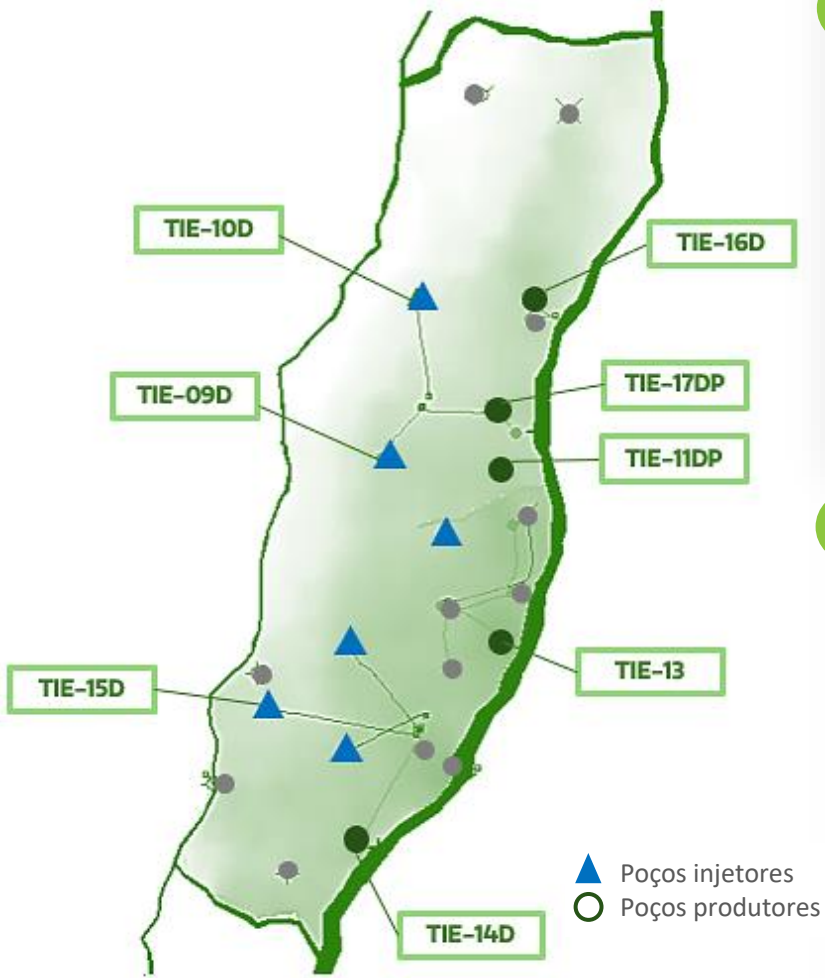 TIE-10D
TIE-16D
TIE-17DP
TIE-09D
TIE-11DP
TIE-13
TIE-15D
Poços injetores
Poços produtores
TIE-14D